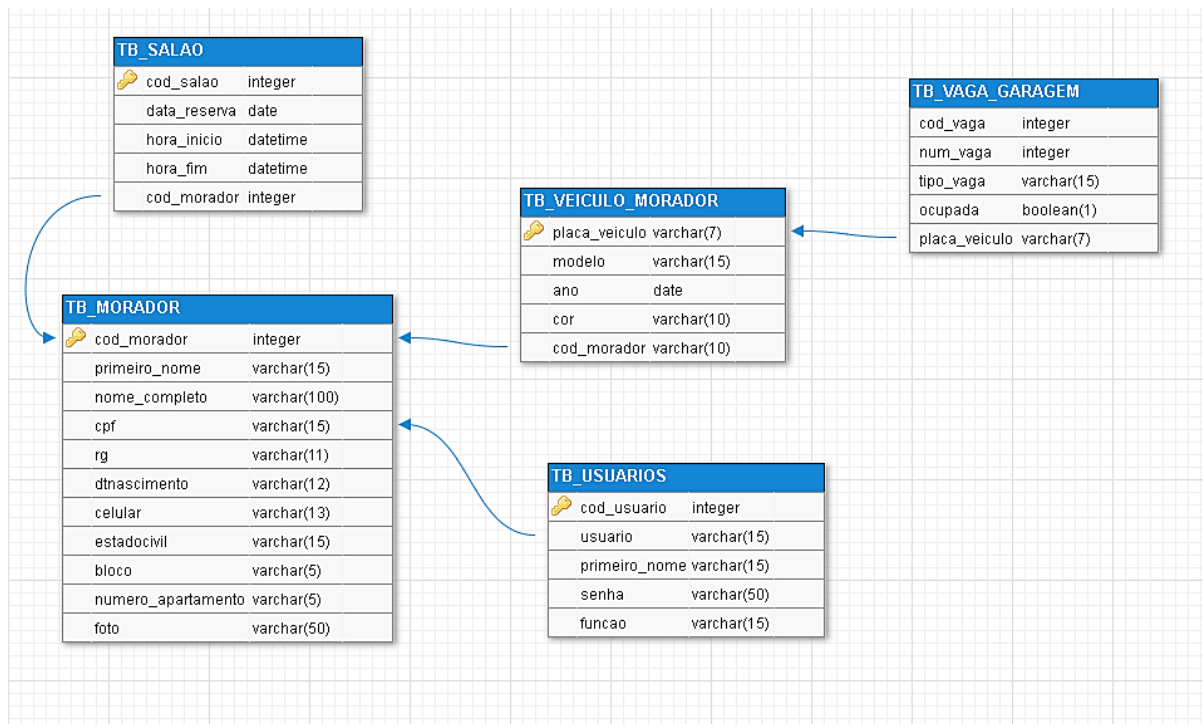 TB_SALAO
cod_salao integer
data_reserva date
hora_inicio datetime
hora_fim datetime
cod_morador integer
TB_VAGA_GARAGEM
cod_vaga integer
num_vaga integer
tipo_vaga varchar(15)
ocupada boolean(1)
placa_veiculo varchar(7)
TB_VEICULO_MORADOR
placa_veiculo varchar(7)
modelo varchar(15)
ano date
cor varchar(10)
cod_morador varchar(10)
TB_MORADOR
cod_morador integer
primeiro_nome varchar(15)
nome_completo varchar(100)
cpf varchar(15)
rg varchar(11)
dtnascimento varchar(12)
celular varchar(13)
estadocivil varchar(15)
bloco varchar(5)
numero_apartamento varchar(5)
foto varchar(50)
TB_USUARIOS
cod_usuario integer
usuario varchar(15)
primeiro_nome varchar(15)
senha varchar(50)
funcao varchar(15)